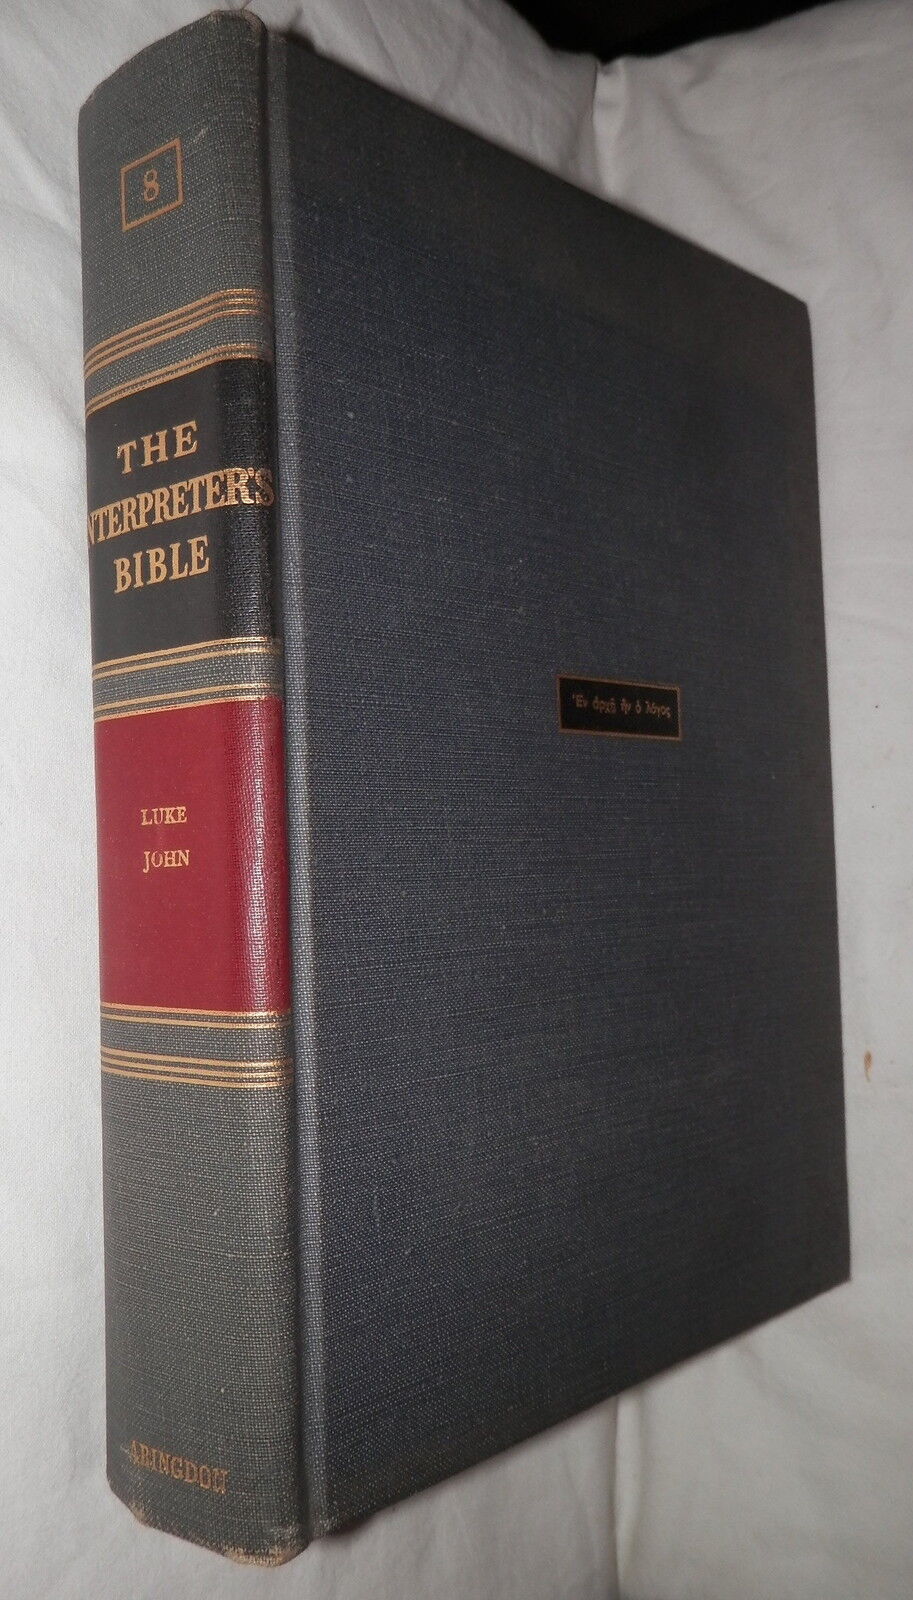 8
THE
INTERPRETER'S
BIBLE
LUKE
JOHN
ABINGDON
Ἐν ἀρχῇ ἦν ὁ λόγος